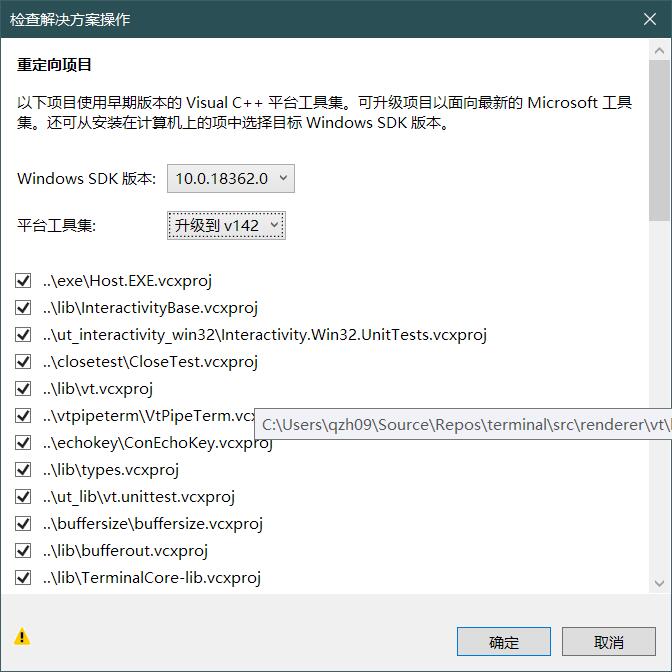 检查解决方案操作
重定向项目
以下项目使用早期版本的 Visual C++ 平台工具集。可升级项目以面向最新的 Microsoft 工具
集。还可从安装在计算机上的项中选择目标 Windows SDK 版本。
Windows SDK 版本: 10.0.18362.0
平台工具集: 升级到 v142
..\exe\Host.EXE.vcxproj
..\lib\InteractivityBase.vcxproj
..\ut_interactivity_win32\Interactivity.Win32.UnitTests.vcxproj
..\closetest\CloseTest.vcxproj
..\lib\vt.vcxproj
..\vtpipeterm\VtPipeTerm.vcx
C:\Users\qzh09\Source\Repos\terminal\src\renderer\vt\
..\echokey\ConEchoKey.vcxproj
..\lib\types.vcxproj
..\ut_lib\vt.unittest.vcxproj
..\buffersize\buffersize.vcxproj
..\lib\bufferout.vcxproj
..\lib\TerminalCore-lib.vcxproj
确定 取消